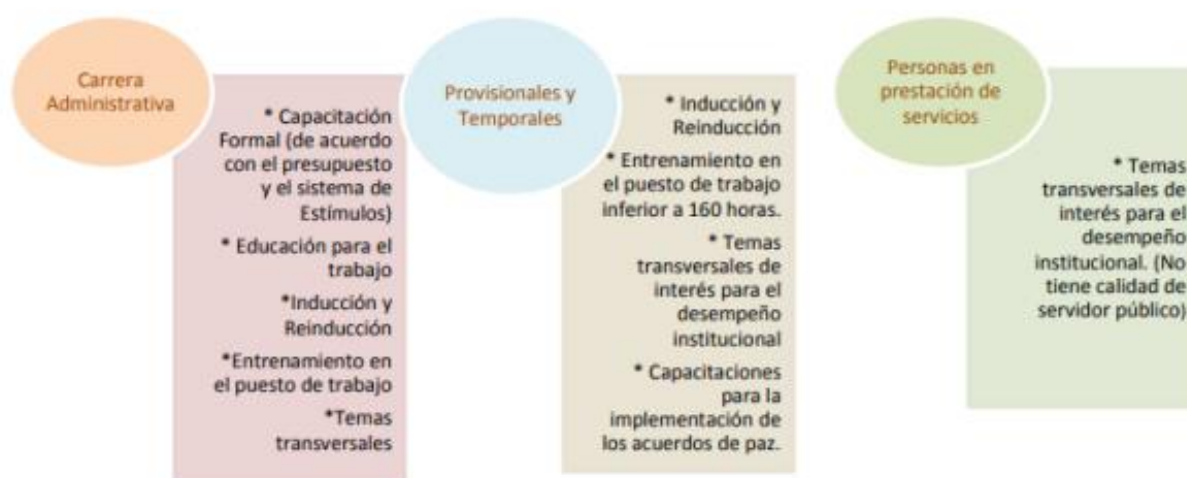 Carrera
Administrativa
* Capacitación
Formal (de acuerdo
con el presupuesto
y el sistema de
Estímulos)
* Educación para el
trabajo
*Inducción y
Reinducción
*Entrenamiento en
el puesto de trabajo
*Temas
transversales
Provisionales y
Temporales
* Inducción y
Reinducción
* Entrenamiento en
el puesto de trabajo
inferior a 160 horas.
* Temas
transversales de
interés para el
desempeño
institucional
* Capacitaciones
para la
implementación de
los acuerdos de paz.
Personas en
prestación de
servicios
* Temas
transversales de
interés para el
desempeño
institucional. (No
tiene calidad de
servidor público)